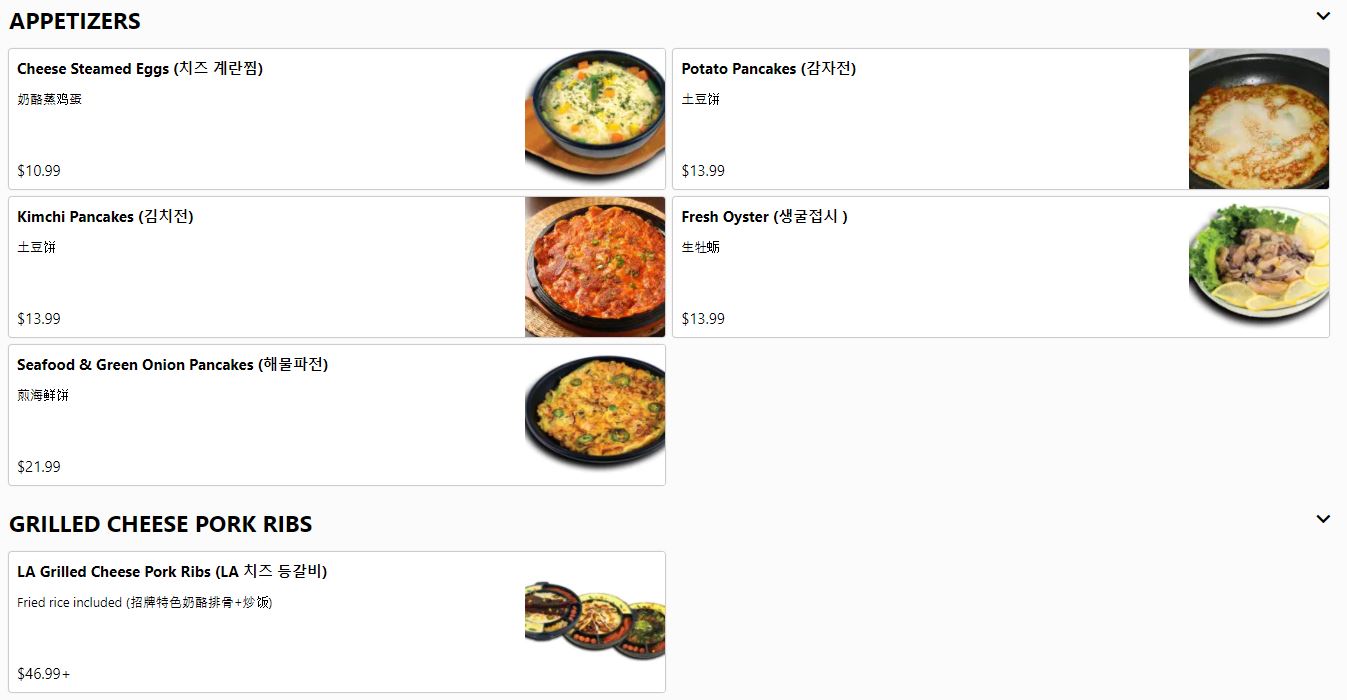 APPETIZERS
Cheese Steamed Eggs (치즈 계란찜)
奶酪蒸鸡蛋
$10.99
Potato Pancakes (감자전)
土豆饼
$13.99
Kimchi Pancakes (김치전)
土豆饼
$13.99
Fresh Oyster (생굴접시 )
生牡蛎
$13.99
Seafood & Green Onion Pancakes (해물파전)
煎海鲜饼
$21.99
GRILLED CHEESE PORK RIBS
LA Grilled Cheese Pork Ribs (LA 치즈 등갈비)
Fried rice included (招牌特色奶酪排骨+炒饭)
$46.99+